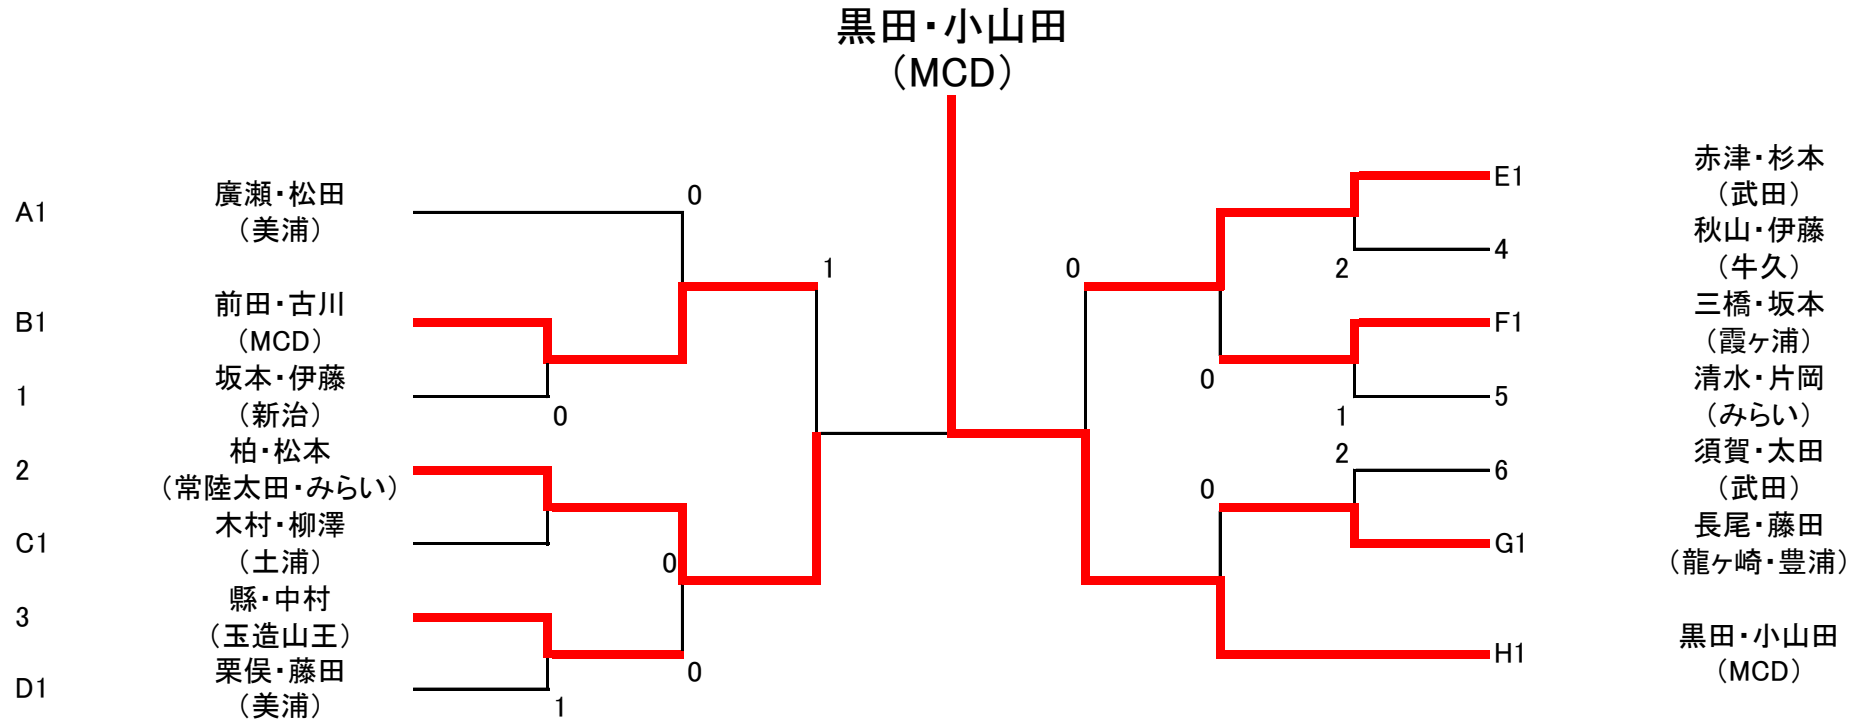 黒田・小山田
（MCD）
A1
廣瀬・松田
（美浦）
0
B1
前田・古川
（MCD）
1
坂本・伊藤
（新治）
0
1
2
柏・松本
（常陸太田・みらい）
C1
木村・柳澤
（土浦）
0
3
縣・中村
（玉造山王）
0
D1
栗俣・藤田
（美浦）
1
E1
赤津・杉本
（武田）
4
秋山・伊藤
（牛久）
0
2
F1
三橋・坂本
（霞ヶ浦）
0
5
清水・片岡
（みらい）
1
2
6
須賀・太田
（武田）
0
G1
長尾・藤田
（龍ヶ崎・豊浦）
H1
黒田・小山田
（MCD）